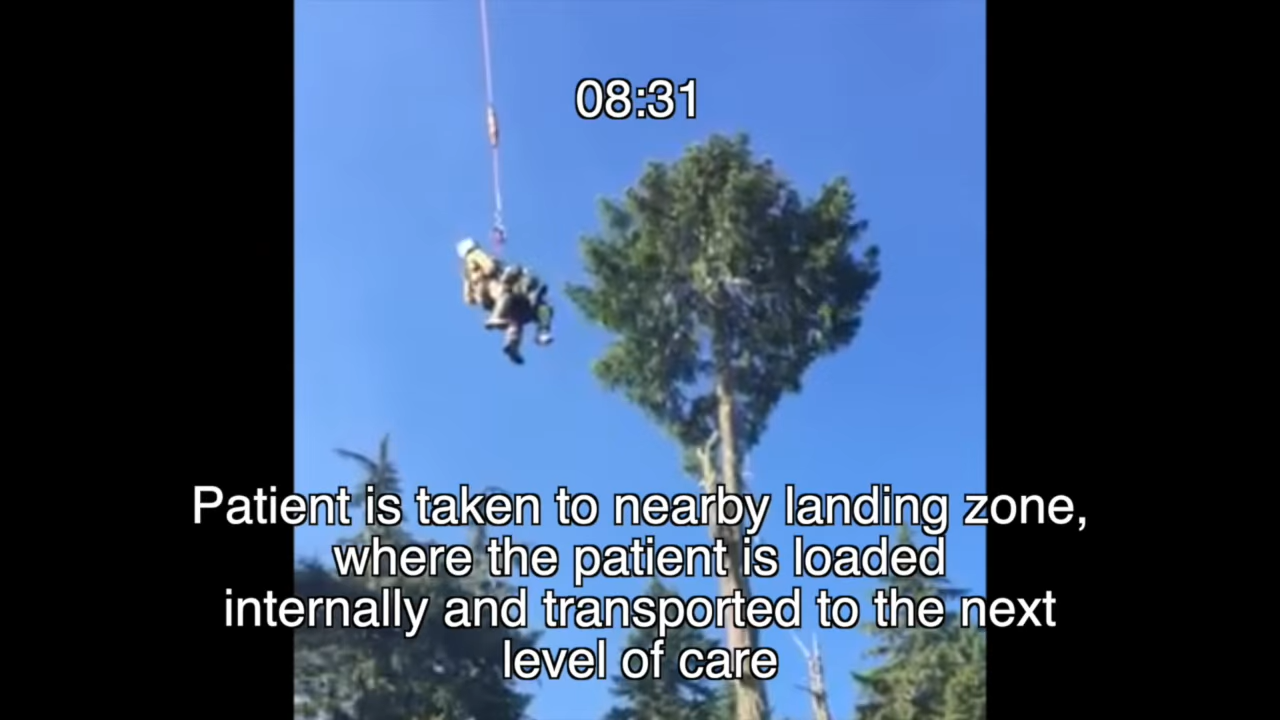 08:31
Patient is taken to nearby landing zone,
where the patient is loaded
internally and transported to the next
level of care